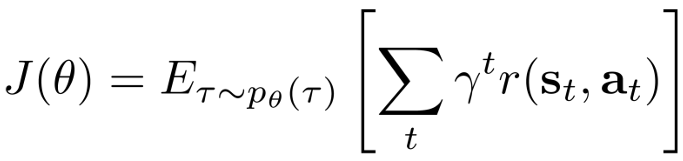 J(θ) = E_{τ∼p_θ(τ)} [∑_t γ^t r(𝐬_t, 𝐚_t)]